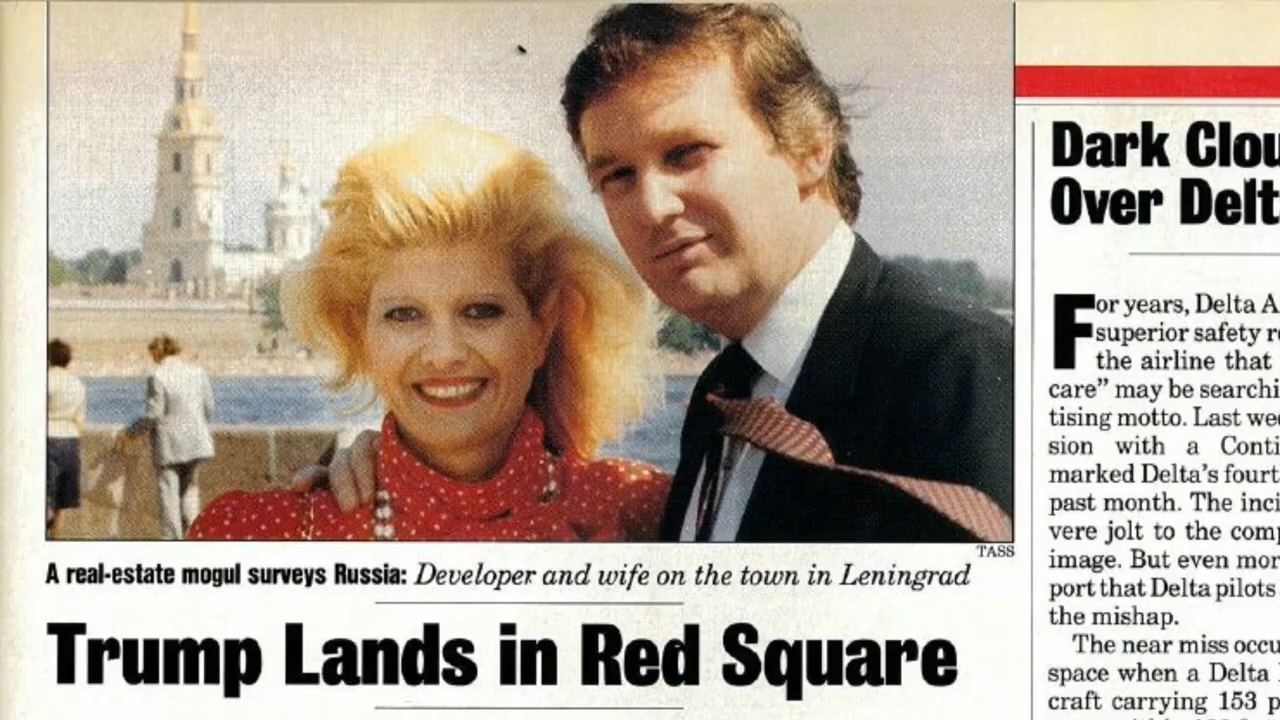 TASS
A real-estate mogul surveys Russia: Developer and wife on the town in Leningrad
Trump Lands in Red Square
Dark Clou
Over Delt
For years, Delta A
superior safety r
the airline that
care” may be searchi
tising motto. Last wee
sion with a Conti
marked Delta’s fourt
past month. The inci
vere jolt to the comp
image. But even mor
port that Delta pilots
the mishap.
The near miss occu
space when a Delta
craft carrying 153 p